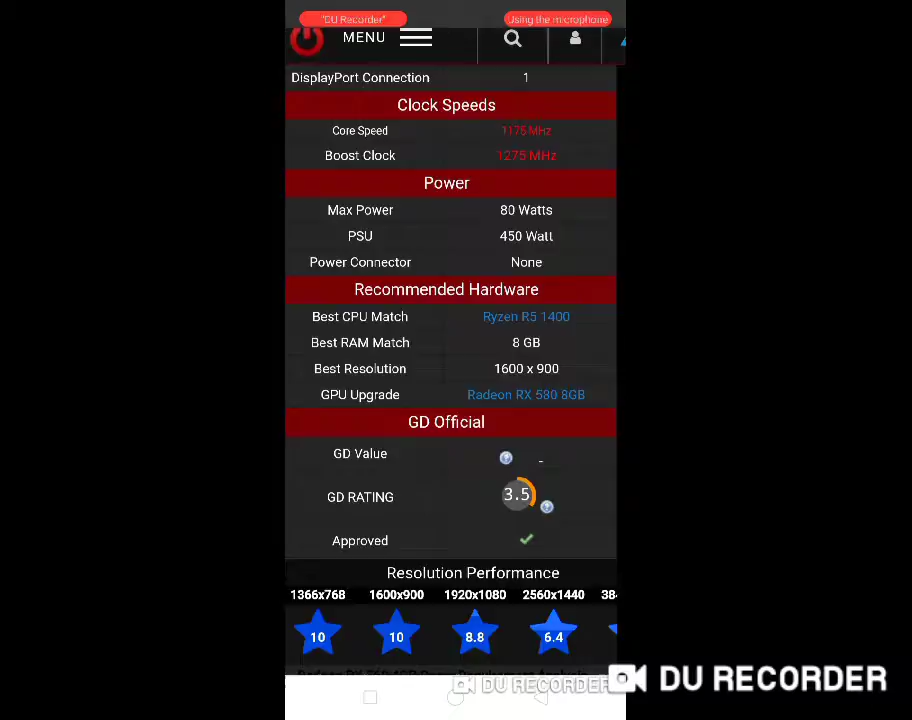 "DU Recorder" Using the microphone
MENU
DisplayPort Connection 1
Clock Speeds
Core Speed 1175 MHz
Boost Clock 1275 MHz
Power
Max Power 80 Watts
PSU 450 Watt
Power Connector None
Recommended Hardware
Best CPU Match Ryzen R5 1400
Best RAM Match 8 GB
Best Resolution 1600 x 900
GPU Upgrade Radeon RX 580 8GB
GD Official
GD Value -
GD RATING 3.5
Approved
Resolution Performance
1366x768 1600x900 1920x1080 2560x1440 384
10 10 8.8 6.4
DU RECORDER
DU RECORDER